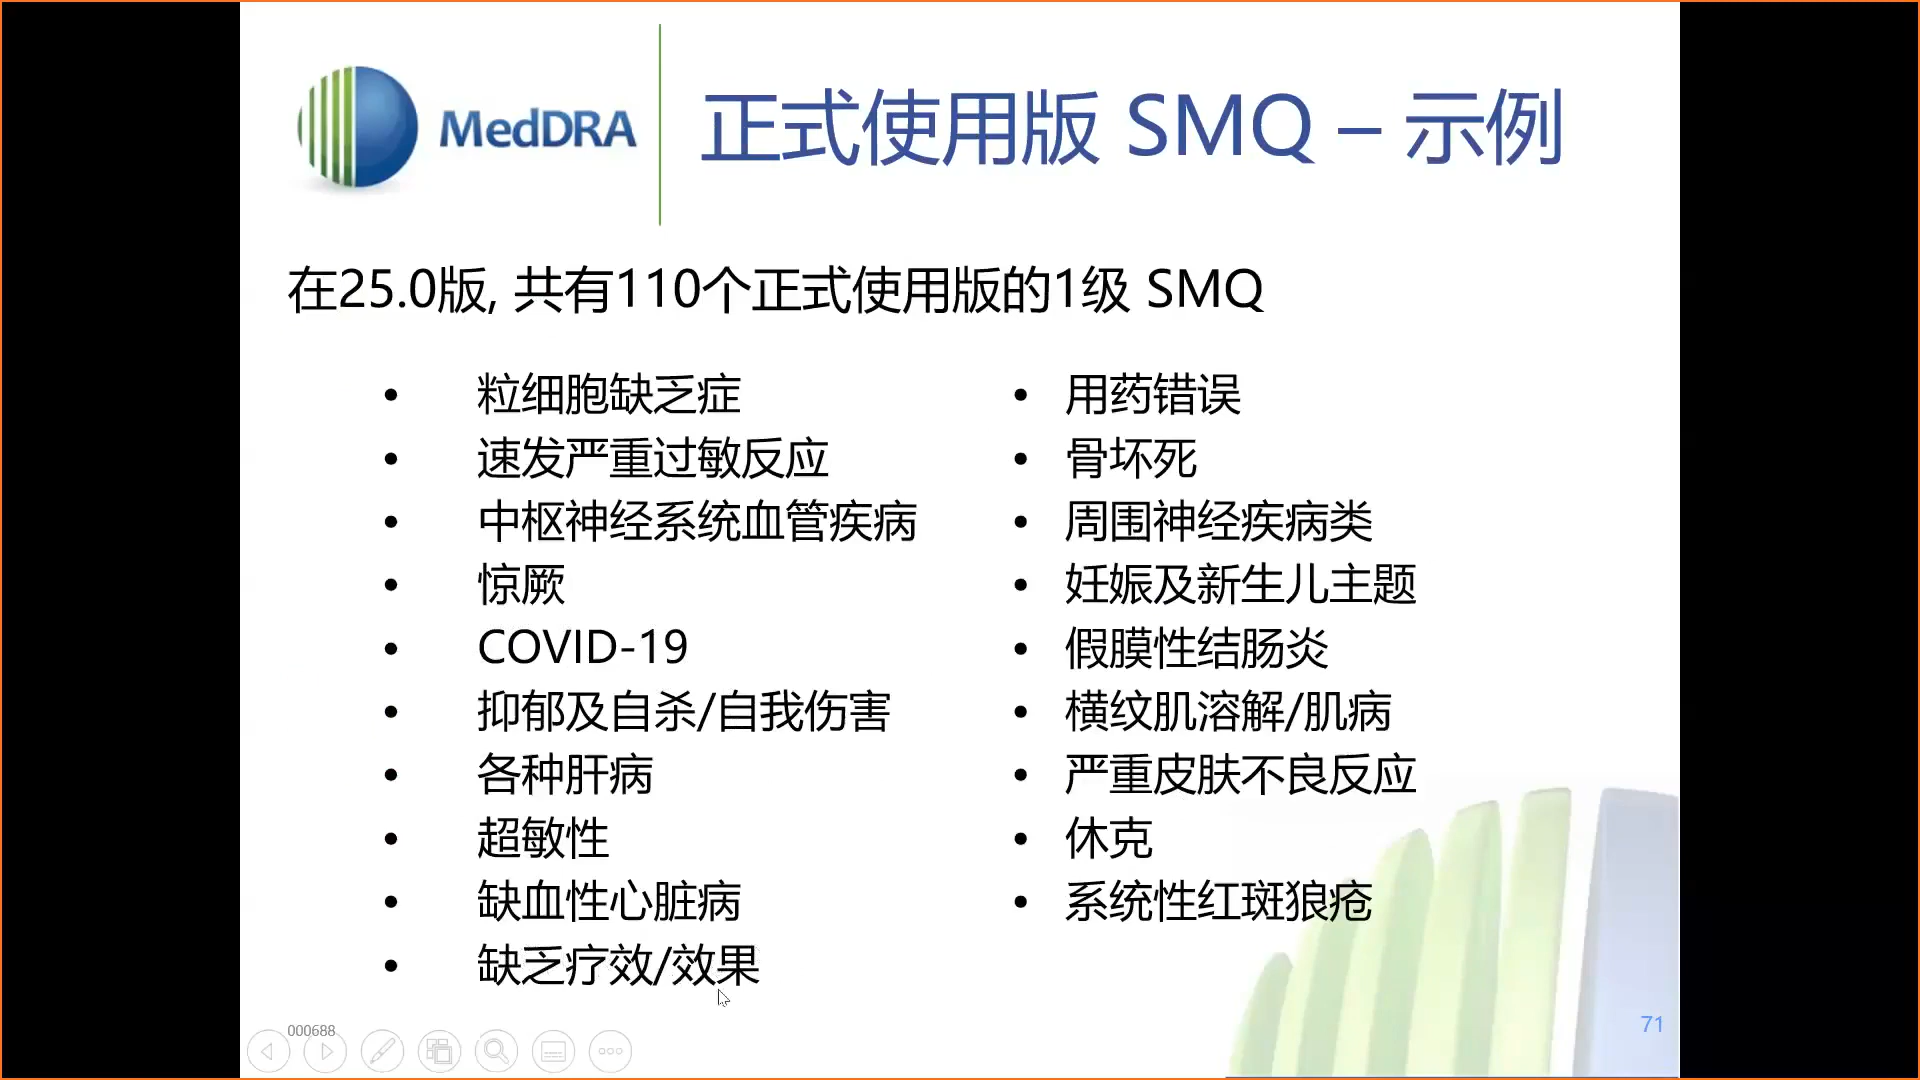 MedDRA
正式使用版 SMQ – 示例
在25.0版, 共有110个正式使用版的1级 SMQ
• 粒细胞缺乏症
• 速发严重过敏反应
• 中枢神经系统血管疾病
• 惊厥
• COVID-19
• 抑郁及自杀/自我伤害
• 各种肝病
• 超敏性
• 缺血性心脏病
• 缺乏疗效/效果
• 用药错误
• 骨坏死
• 周围神经疾病类
• 妊娠及新生儿主题
• 假膜性结肠炎
• 横纹肌溶解/肌病
• 严重皮肤不良反应
• 休克
• 系统性红斑狼疮
000688
71